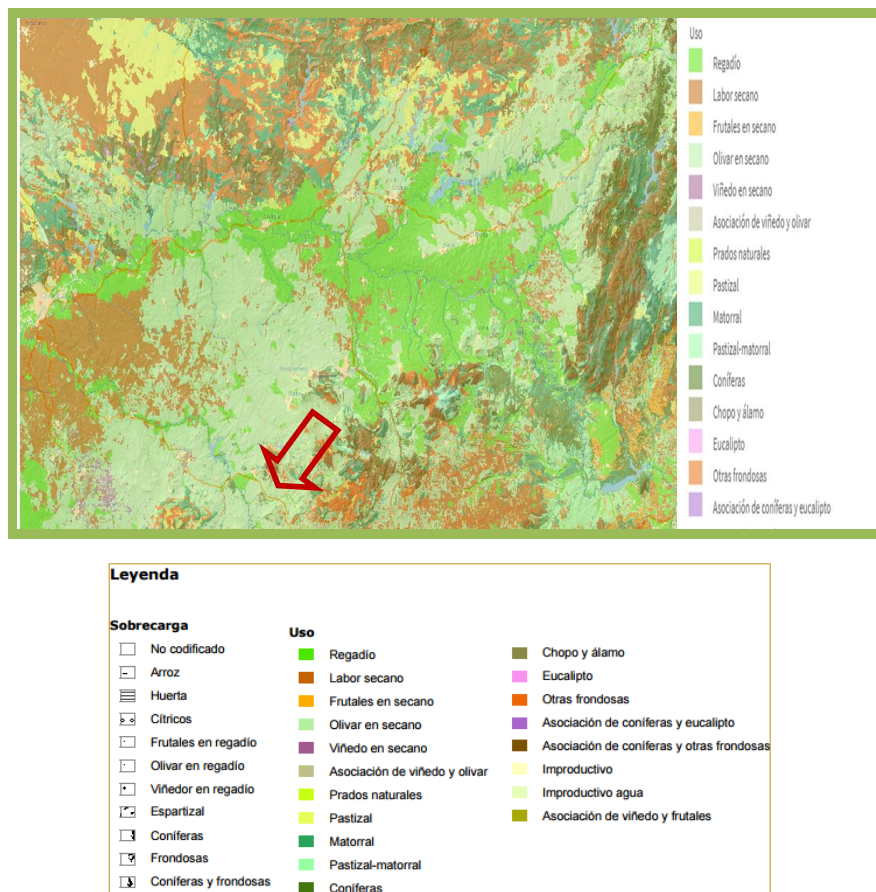 Uso
Regadío
Labor secano
Frutales en secano
Olivar en secano
Viñedo en secano
Asociación de viñedo y olivar
Prados naturales
Pastizal
Matorral
Pastizal-matorral
Coníferas
Chopo y álamo
Eucalipto
Otras frondosas
Asociación de coníferas y eucalipto
Leyenda
Sobrecarga
No codificado
Arroz
Huerta
Cítricos
Frutales en regadío
Olivar en regadío
Viñedor en regadío
Espartizal
Coníferas
Frondosas
Coníferas y frondosas
Uso
Regadío
Labor secano
Frutales en secano
Olivar en secano
Viñedo en secano
Asociación de viñedo y olivar
Prados naturales
Pastizal
Matorral
Pastizal-matorral
Coníferas
Chopo y álamo
Eucalipto
Otras frondosas
Asociación de coníferas y eucalipto
Asociación de coníferas y otras frondosas
Improductivo
Improductivo agua
Asociación de viñedo y frutales